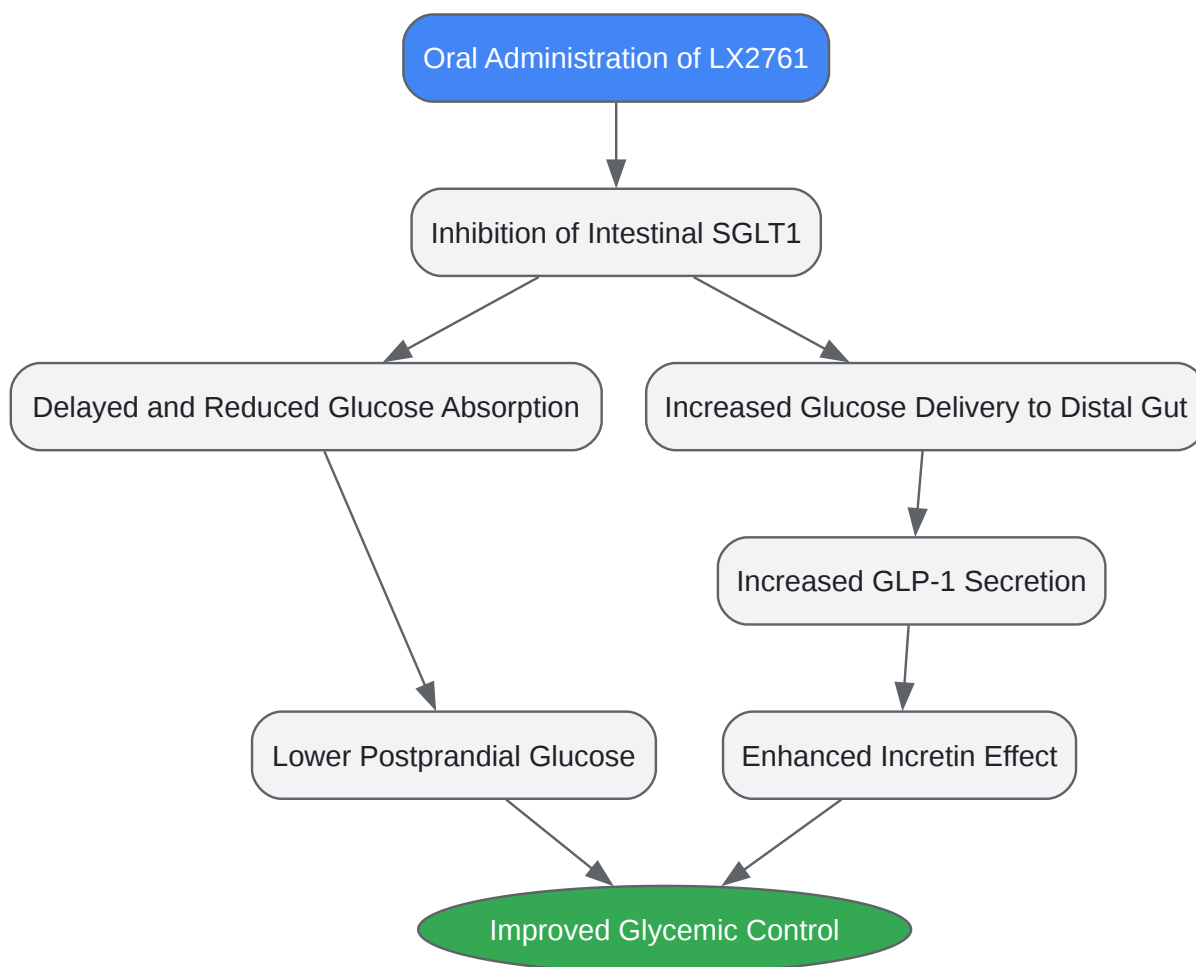 Oral Administration of LX2761
Inhibition of Intestinal SGLT1
Delayed and Reduced Glucose Absorption
Increased Glucose Delivery to Distal Gut
Increased GLP-1 Secretion
Lower Postprandial Glucose
Enhanced Incretin Effect
Improved Glycemic Control